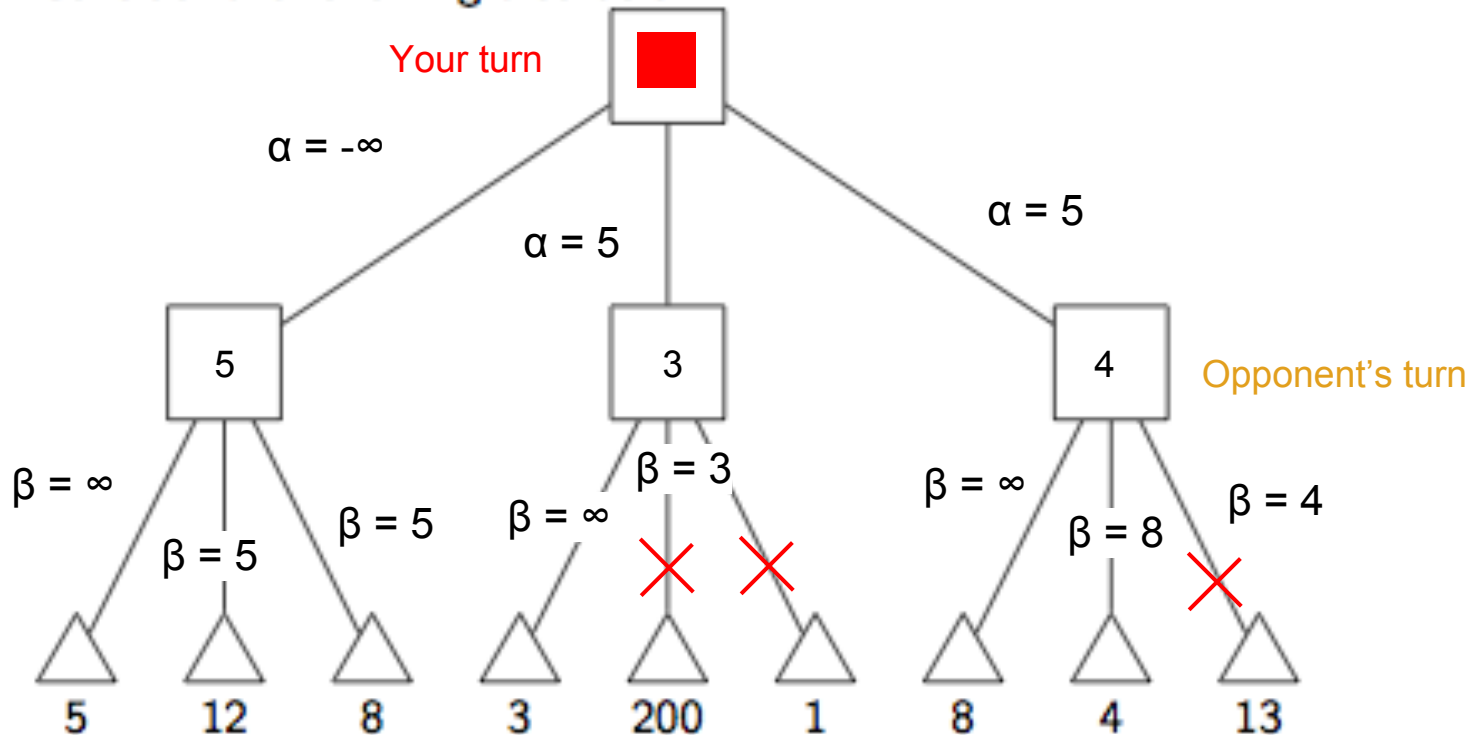 Your turn
α = -∞
α = 5
α = 5
5
3
4
Opponent's turn
β = ∞
β = 5
β = 5
β = ∞
β = 3
β = ∞
β = 8
β = 4
5 12 8 3 200 1 8 4 13